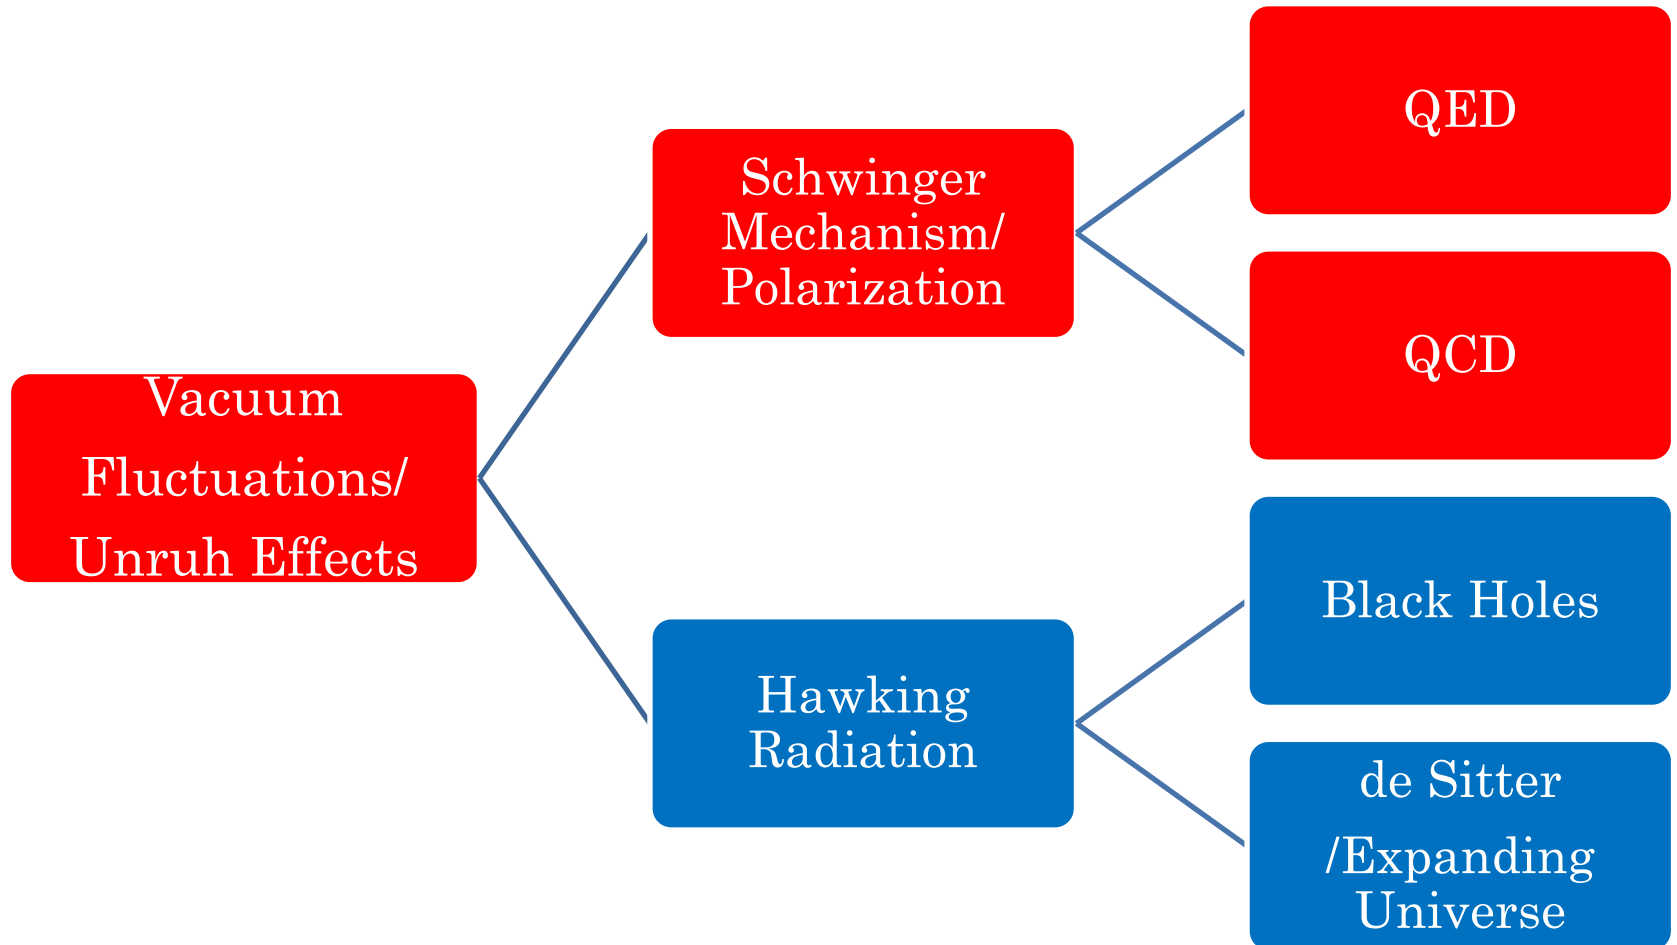 Vacuum
Fluctuations/
Unruh Effects
Schwinger
Mechanism/
Polarization
QED
QCD
Hawking
Radiation
Black Holes
de Sitter
/Expanding
Universe